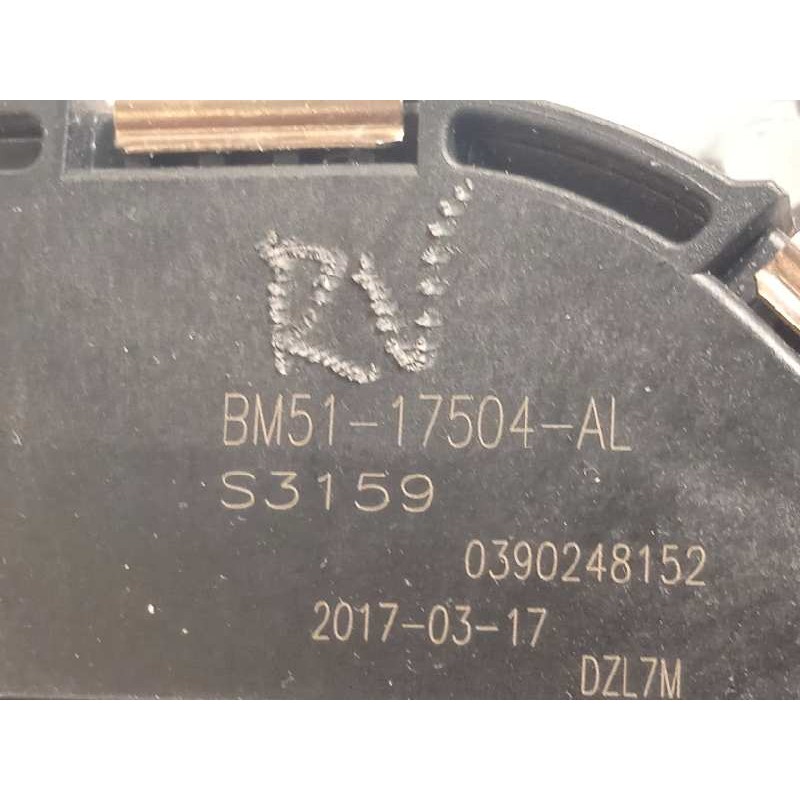 RV
BM51-17504-AL
S3159
0390248152
2017-03-17
DZL7M